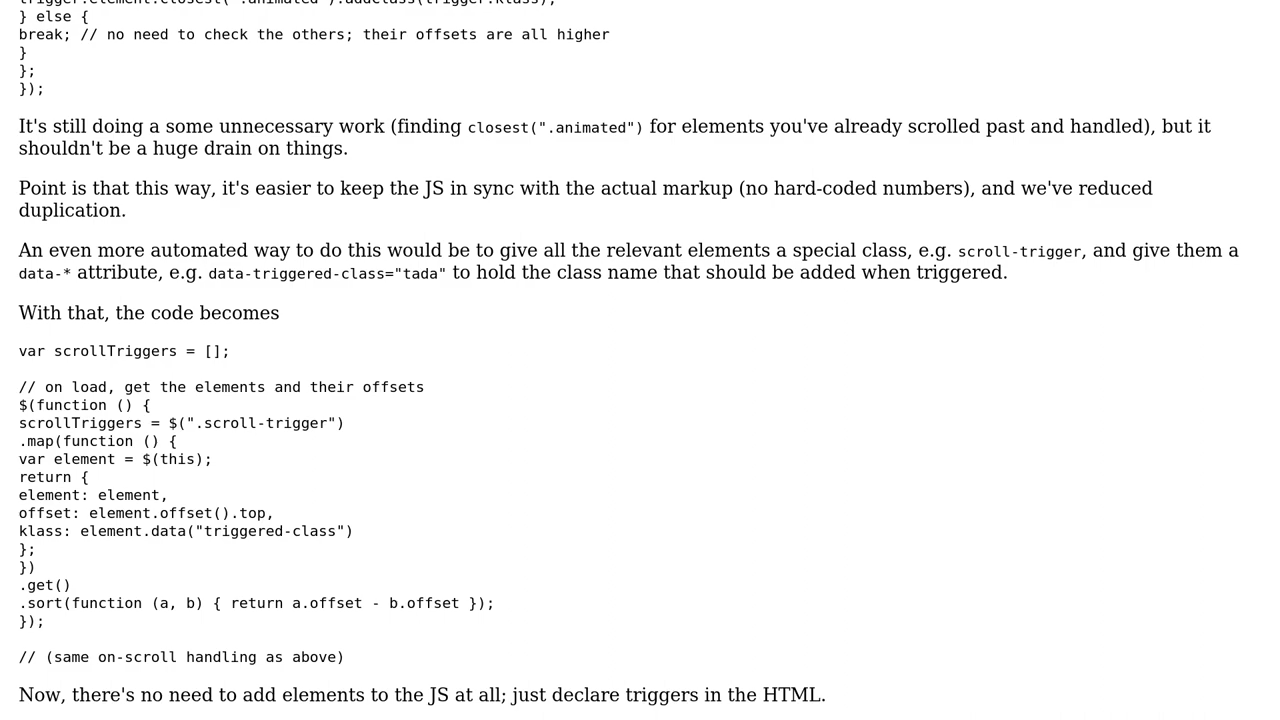 trigger.element.closest(".animated").addClass(trigger.klass);
} else {
break; // no need to check the others; their offsets are all higher
}
};
});
It's still doing a some unnecessary work (finding closest(".animated") for elements you've already scrolled past and handled), but it
shouldn't be a huge drain on things.
Point is that this way, it's easier to keep the JS in sync with the actual markup (no hard-coded numbers), and we've reduced
duplication.
An even more automated way to do this would be to give all the relevant elements a special class, e.g. scroll-trigger, and give them a
data-* attribute, e.g. data-triggered-class="tada" to hold the class name that should be added when triggered.
With that, the code becomes
var scrollTriggers = [];
// on load, get the elements and their offsets
$(function () {
scrollTriggers = $(".scroll-trigger")
.map(function () {
var element = $(this);
return {
element: element,
offset: element.offset().top,
klass: element.data("triggered-class")
};
})
.get()
.sort(function (a, b) { return a.offset - b.offset });
});
// (same on-scroll handling as above)
Now, there's no need to add elements to the JS at all; just declare triggers in the HTML.